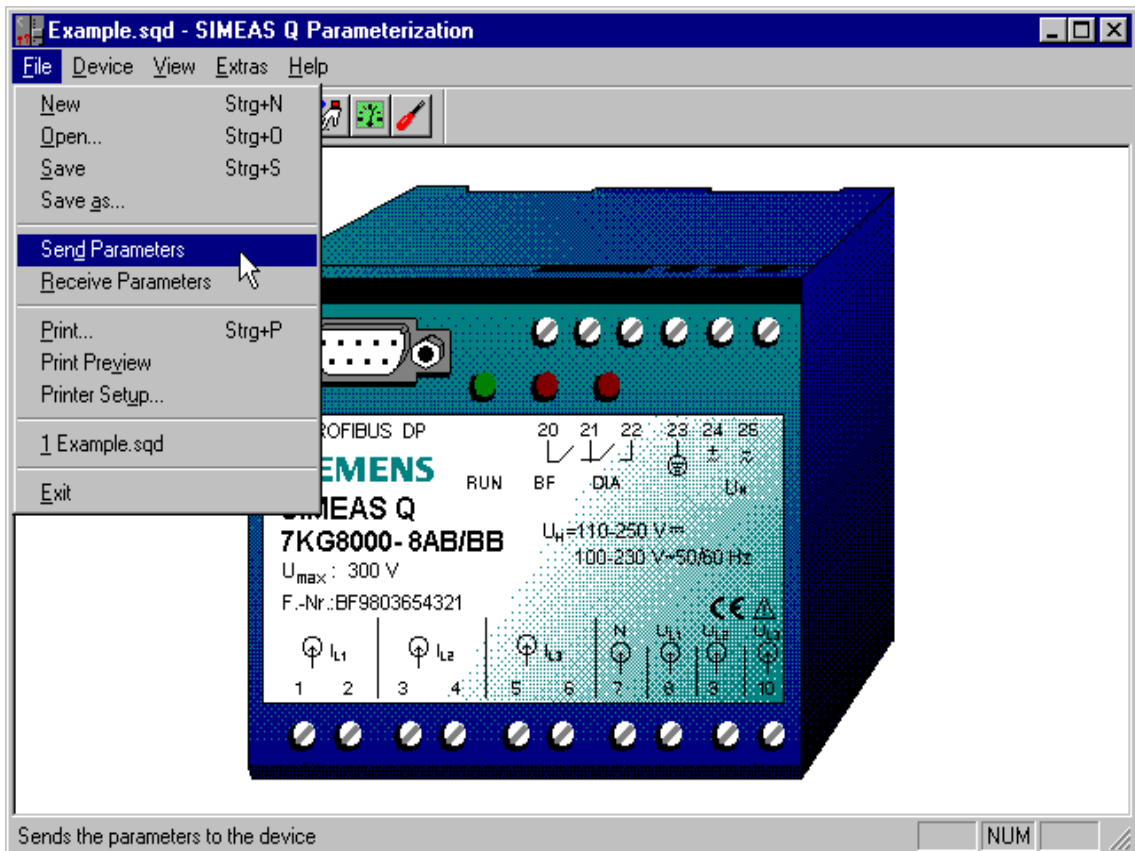 Example.sqd - SIMEAS Q Parameterization
File Device View Extras Help
New Strg+N
Open... Strg+O
Save Strg+S
Save as...
Send Parameters
Receive Parameters
Print... Strg+P
Print Preview
Printer Setup...
1 Example.sqd
Exit
ROFIBUS DP 20 21 22 23 24 25
EMENS
RUN BF DIA UH
SIMEAS Q
7KG8000-8AB/BB
UH=110-250 V
100-230 V~50/60 Hz
Umax: 300 V
F.-Nr.:BF9803654321
CE
IL1 IL2 IL3 N UL1 UL2 UL3
1 2 3 4 5 6 7 8 9 10
Sends the parameters to the device NUM